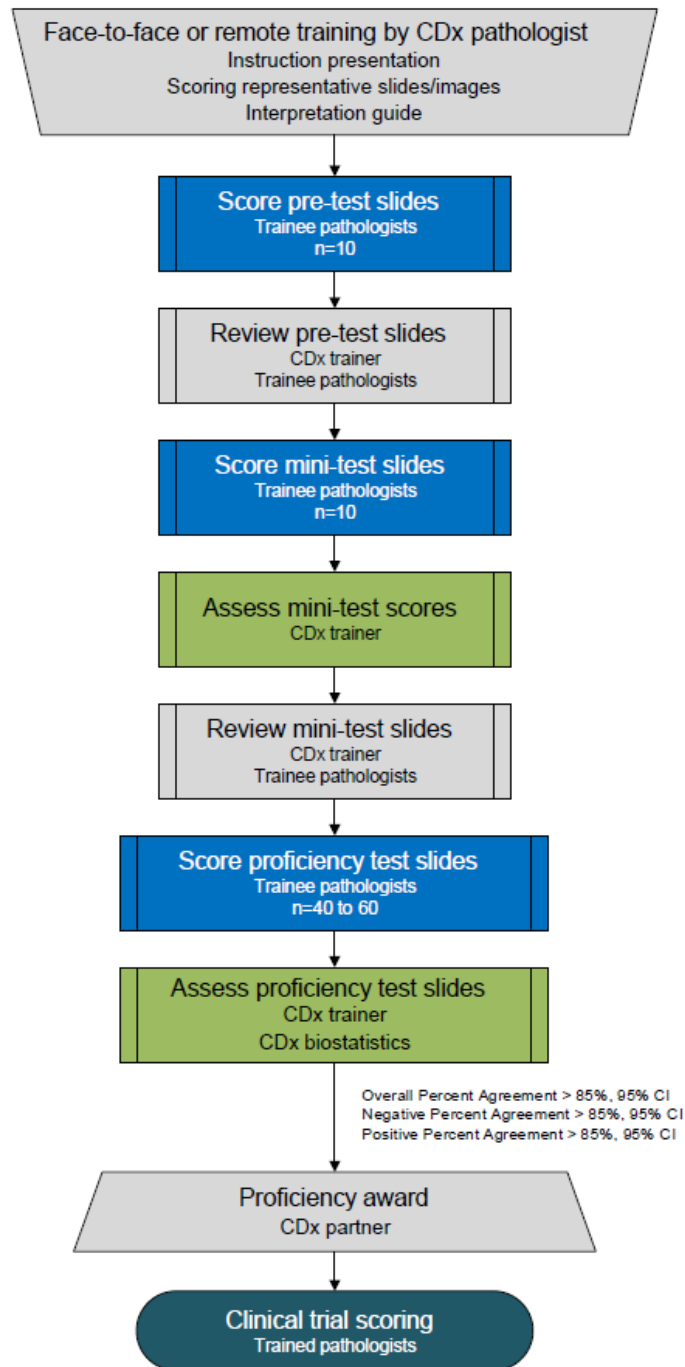 Face-to-face or remote training by CDx pathologist
Instruction presentation
Scoring representative slides/images
Interpretation guide
Score pre-test slides
Trainee pathologists
n=10
Review pre-test slides
CDx trainer
Trainee pathologists
Score mini-test slides
Trainee pathologists
n=10
Assess mini-test scores
CDx trainer
Review mini-test slides
CDx trainer
Trainee pathologists
Score proficiency test slides
Trainee pathologists
n=40 to 60
Assess proficiency test slides
CDx trainer
CDx biostatistics
Overall Percent Agreement > 85%, 95% CI
Negative Percent Agreement > 85%, 95% CI
Positive Percent Agreement > 85%, 95% CI
Proficiency award
CDx partner
Clinical trial scoring
Trained pathologists